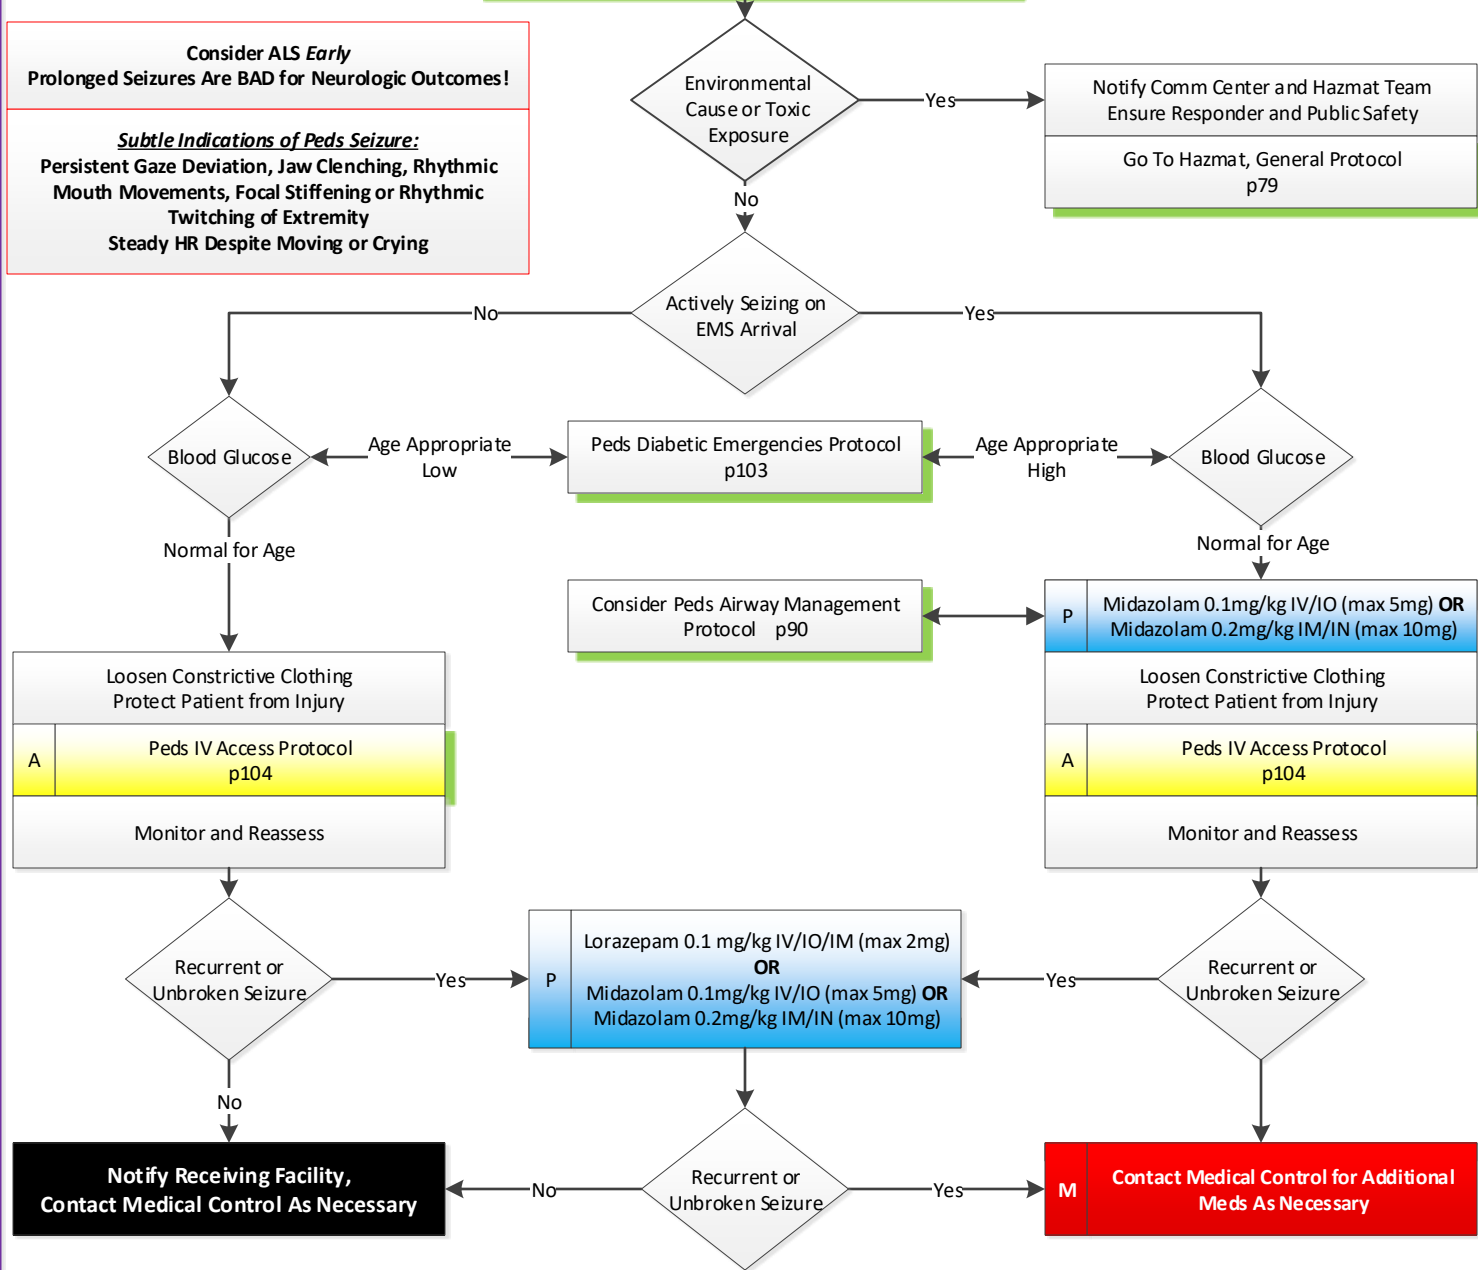 Consider ALS Early
Prolonged Seizures Are BAD for Neurologic Outcomes!
Subtle Indications of Peds Seizure:
Persistent Gaze Deviation, Jaw Clenching, Rhythmic
Mouth Movements, Focal Stiffening or Rhythmic
Twitching of Extremity
Steady HR Despite Moving or Crying
Environmental
Cause or Toxic
Exposure
Yes
Notify Comm Center and Hazmat Team
Ensure Responder and Public Safety
Go To Hazmat, General Protocol
p79
No
Actively Seizing on
EMS Arrival
No
Yes
Blood Glucose
Age Appropriate
Low
Peds Diabetic Emergencies Protocol
p103
Age Appropriate
High
Blood Glucose
Normal for Age
Normal for Age
Consider Peds Airway Management
Protocol p90
P
Midazolam 0.1mg/kg IV/IO (max 5mg) OR
Midazolam 0.2mg/kg IM/IN (max 10mg)
Loosen Constrictive Clothing
Protect Patient from Injury
A
Peds IV Access Protocol
p104
Monitor and Reassess
Loosen Constrictive Clothing
Protect Patient from Injury
A
Peds IV Access Protocol
p104
Monitor and Reassess
Recurrent or
Unbroken Seizure
Yes
P
Lorazepam 0.1 mg/kg IV/IO/IM (max 2mg)
OR
Midazolam 0.1mg/kg IV/IO (max 5mg) OR
Midazolam 0.2mg/kg IM/IN (max 10mg)
Yes
Recurrent or
Unbroken Seizure
No
Notify Receiving Facility,
Contact Medical Control As Necessary
No
Recurrent or
Unbroken Seizure
Yes
M
Contact Medical Control for Additional
Meds As Necessary